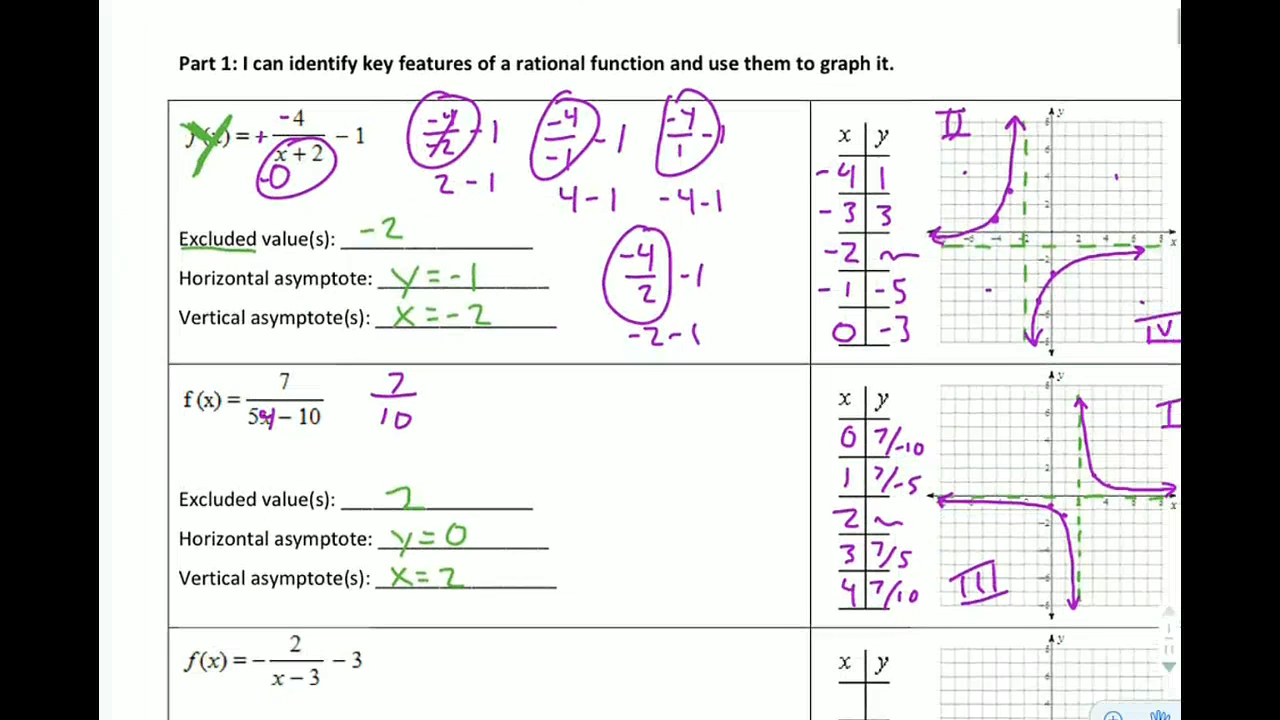 Part 1: I can identify key features of a rational function and use them to graph it.
y = + -4/(x + 2) - 1
-0
-4/-2 - 1
2 - 1
-4/-1 - 1
4 - 1
-4/1 - 1
-4 - 1
-4/2 - 1
-2 - 1
Excluded value(s): -2
Horizontal asymptote: y = -1
Vertical asymptote(s): x = -2
x y
-4 1
-3 3
-2 ~
-1 -5
0 -3
II
IV
y
x
f(x) = 7/(5 - 10)
7/10
Excluded value(s): 2
Horizontal asymptote: y = 0
Vertical asymptote(s): x = 2
x y
0 7/-10
1 7/-5
2 ~
3 7/5
4 7/10
I
III
y
x
f(x) = - 2/(x - 3) - 3
x y
y